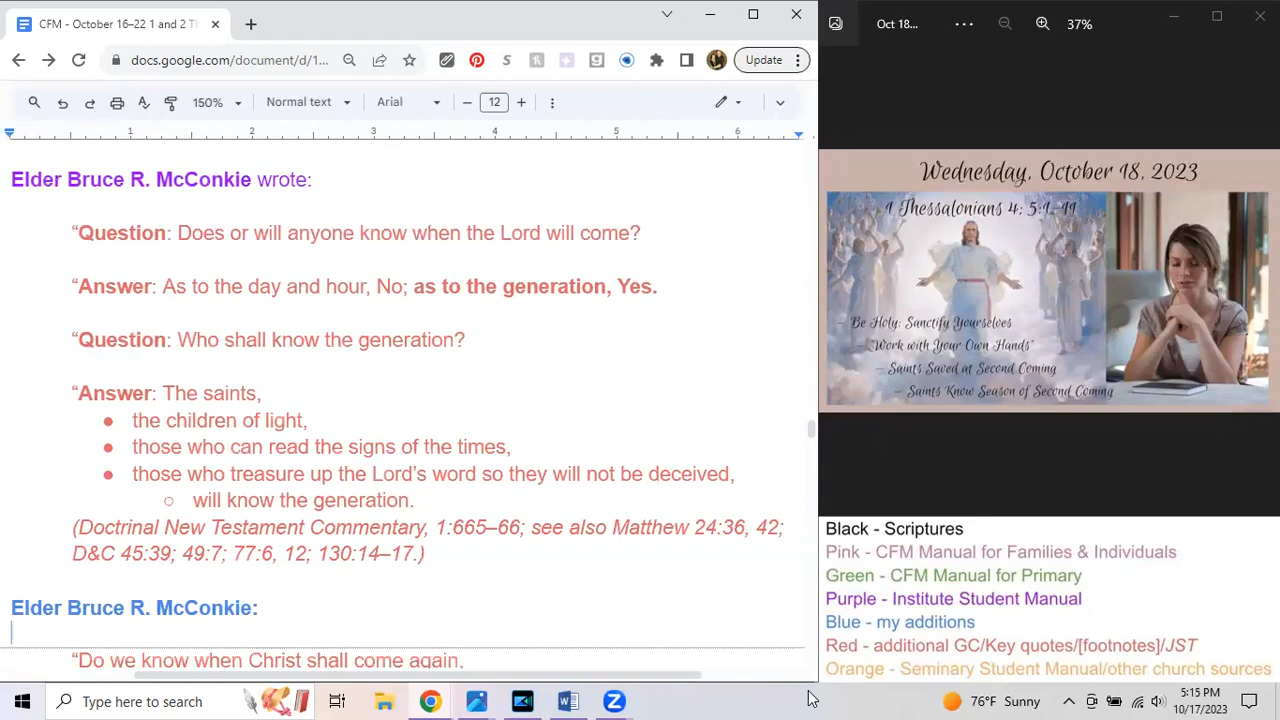 CFM - October 16–22 1 and 2 Th
docs.google.com/document/d/1...
Update
150%
Normal text
Arial
12
1
2
3
4
5
6
Elder Bruce R. McConkie wrote:
“Question: Does or will anyone know when the Lord will come?
“Answer: As to the day and hour, No; as to the generation, Yes.
“Question: Who shall know the generation?
“Answer: The saints,
● the children of light,
● those who can read the signs of the times,
● those who treasure up the Lord’s word so they will not be deceived,
○ will know the generation.
(Doctrinal New Testament Commentary, 1:665–66; see also Matthew 24:36, 42;
D&C 45:39; 49:7; 77:6, 12; 130:14–17.)
Elder Bruce R. McConkie:
“Do we know when Christ shall come again.
Oct 18...
37%
Wednesday, October 18, 2023
1 Thessalonians 4; 5:1-11
- Be Holy: Sanctify Yourselves
- "Work with Your Own Hands"
- Saints Saved at Second Coming
- Saints Know Season of Second Coming
Black - Scriptures
Pink - CFM Manual for Families & Individuals
Green - CFM Manual for Primary
Purple - Institute Student Manual
Blue - my additions
Red - additional GC/Key quotes/[footnotes]/JST
Orange - Seminary Student Manual/other church sources
Type here to search
76°F Sunny
5:15 PM
10/17/2023